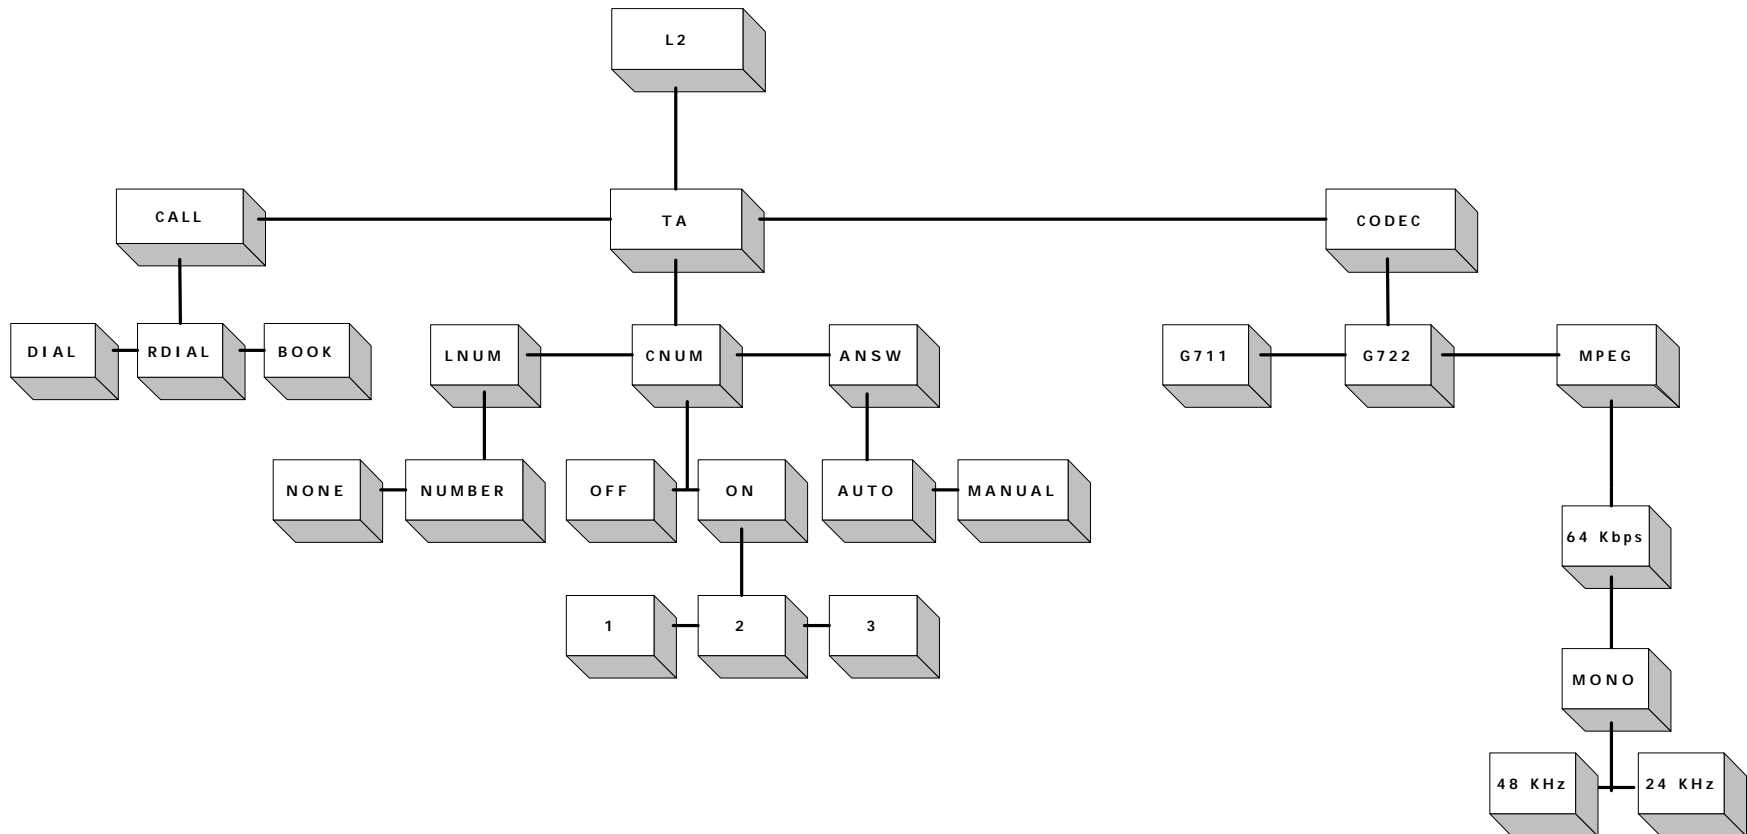 L2
CALL
TA
CODEC
DIAL
RDIAL
BOOK
LNUM
CNUM
ANSW
G711
G722
MPEG
NONE
NUMBER
OFF
ON
AUTO
MANUAL
64 Kbps
1
2
3
MONO
48 KHz
24 KHz